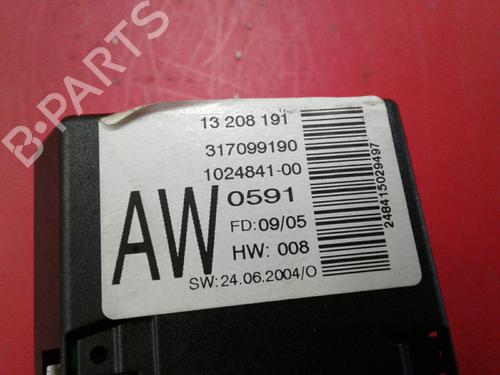 B-PARTS
13 208 191
317099190
1024841-00
AW
0591
FD: 09/05
HW: 008
SW: 24.06.2004/O
248415029497